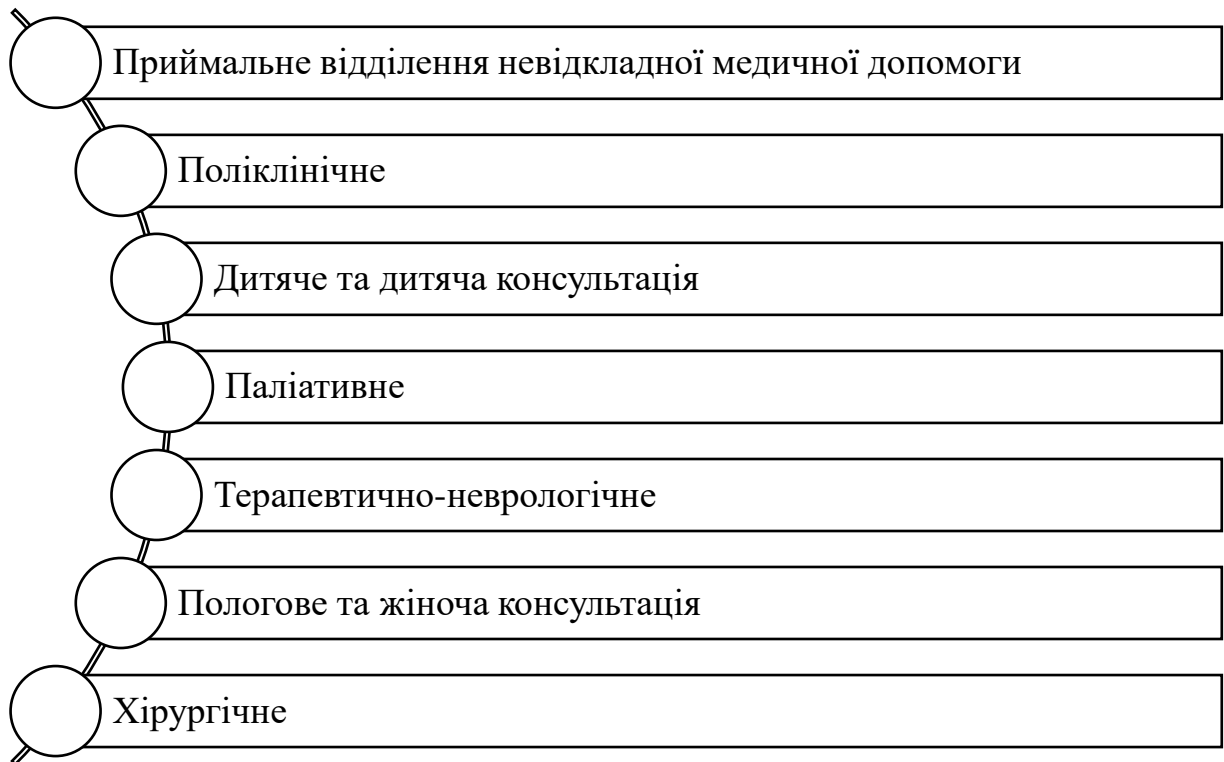 Приймальне відділення невідкладної медичної допомоги
Поліклінічне
Дитяче та дитяча консультація
Паліативне
Терапевтично-неврологічне
Пологове та жіноча консультація
Хірургічне